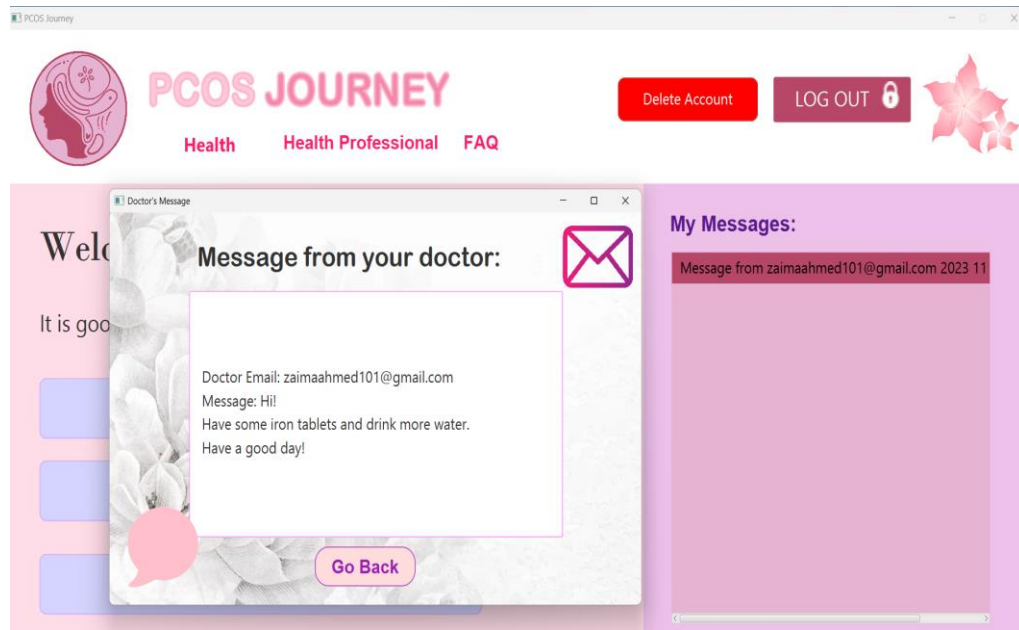 PCOS Journey
PCOS JOURNEY
Delete Account
LOG OUT
Health
Health Professional
FAQ
Doctor's Message
Message from your doctor:
Doctor Email: zaimaahmed101@gmail.com
Message: Hi!
Have some iron tablets and drink more water.
Have a good day!
Go Back
It is
My Messages:
Message from zaimaahmed101@gmail.com 2023 11